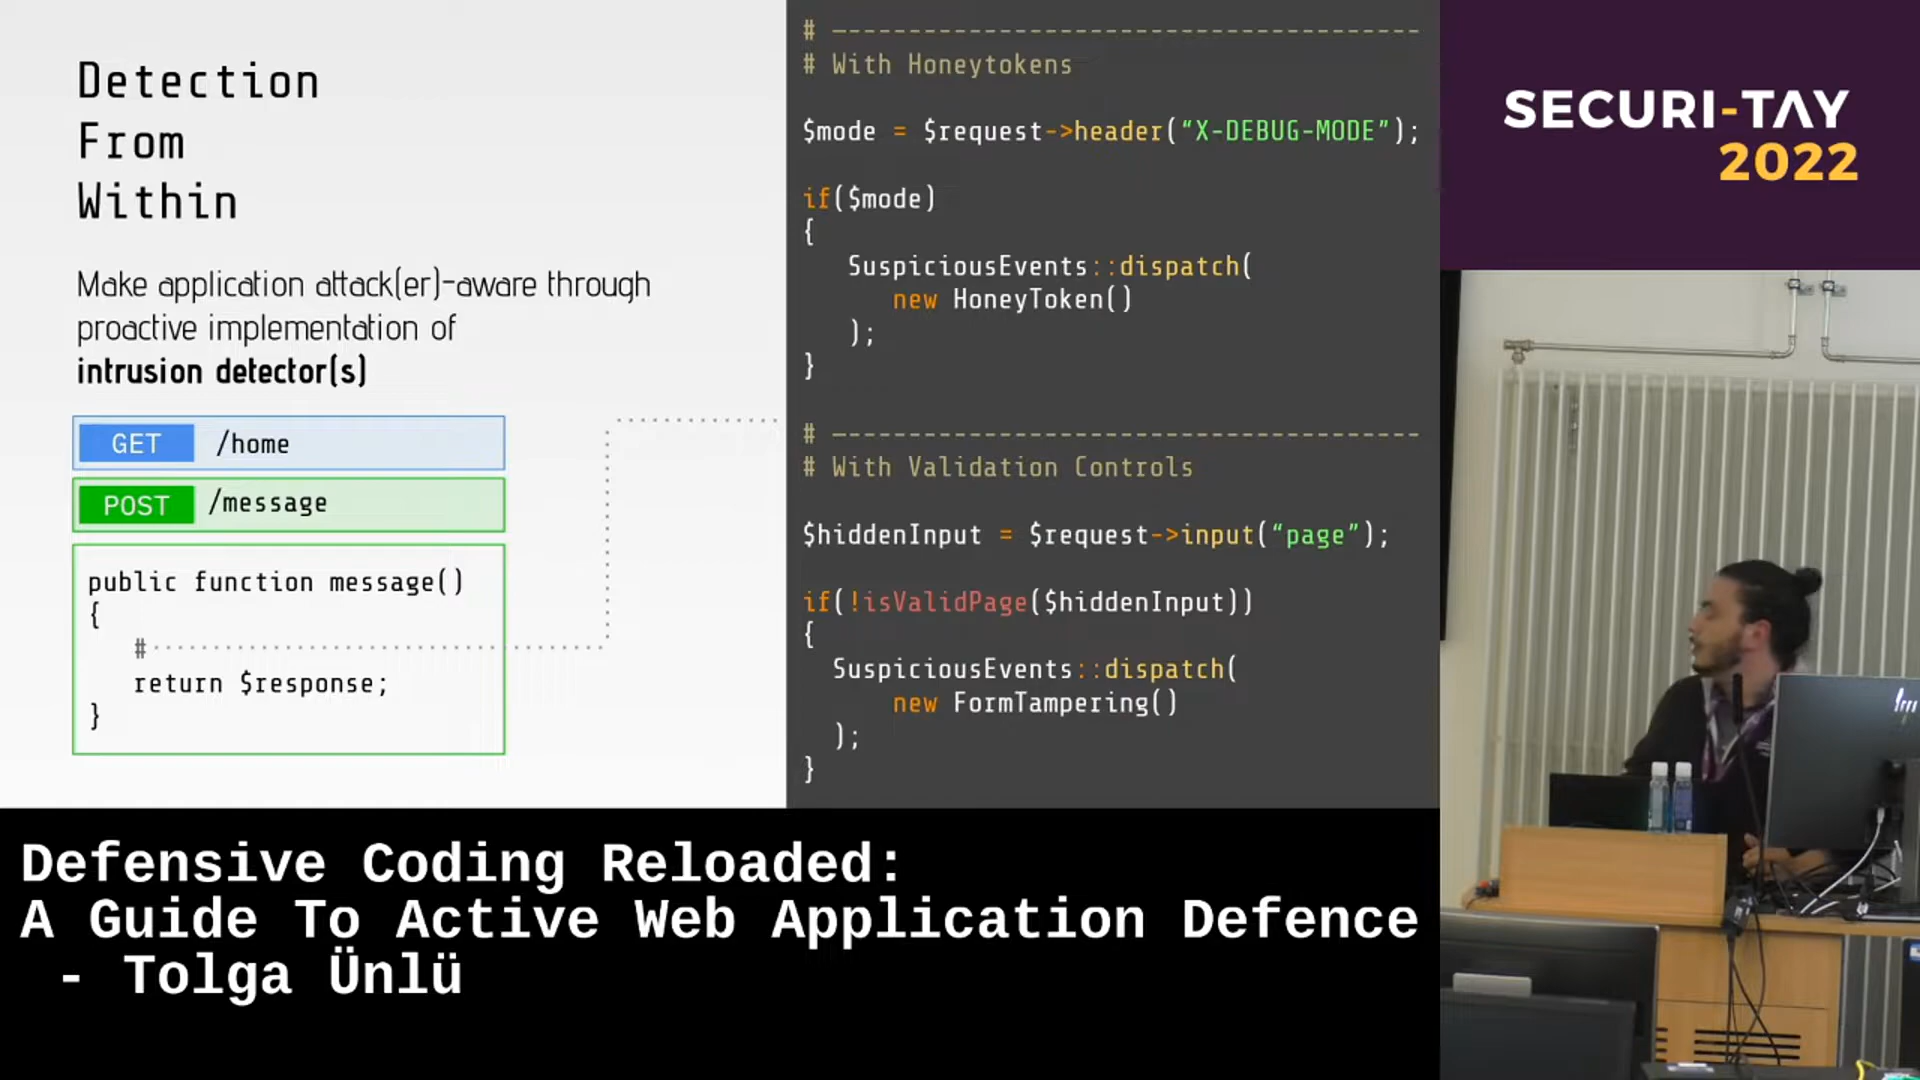 Detection
From
Within
Make application attack(er)-aware through
proactive implementation of
intrusion detector(s)
GET /home
POST /message
public function message()
{
#
return $response;
}
# ---------------------------------------
# With Honeytokens
$mode = $request->header(“X-DEBUG-MODE”);
if($mode)
{
SuspiciousEvents::dispatch(
new HoneyToken()
);
}
# ---------------------------------------
# With Validation Controls
$hiddenInput = $request->input(“page”);
if(!isValidPage($hiddenInput))
{
SuspiciousEvents::dispatch(
new FormTampering()
);
}
SECURI-TAY
2022
Defensive Coding Reloaded:
A Guide To Active Web Application Defence
- Tolga Ünlü